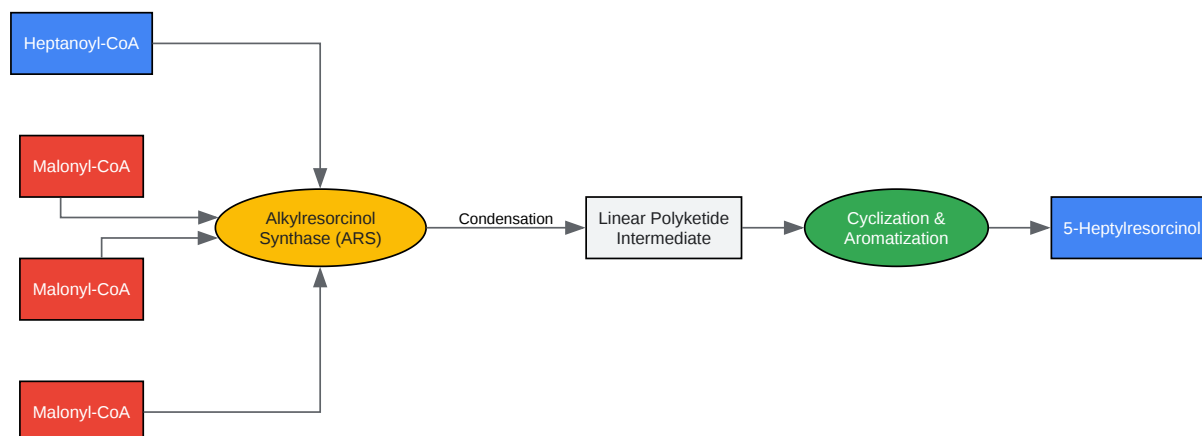 Heptanoyl-CoA
Malonyl-CoA
Malonyl-CoA
Malonyl-CoA
Alkylresorcinol
Synthase (ARS)
Condensation
Linear Polyketide
Intermediate
Cyclization &
Aromatization
5-Heptylresorcinol